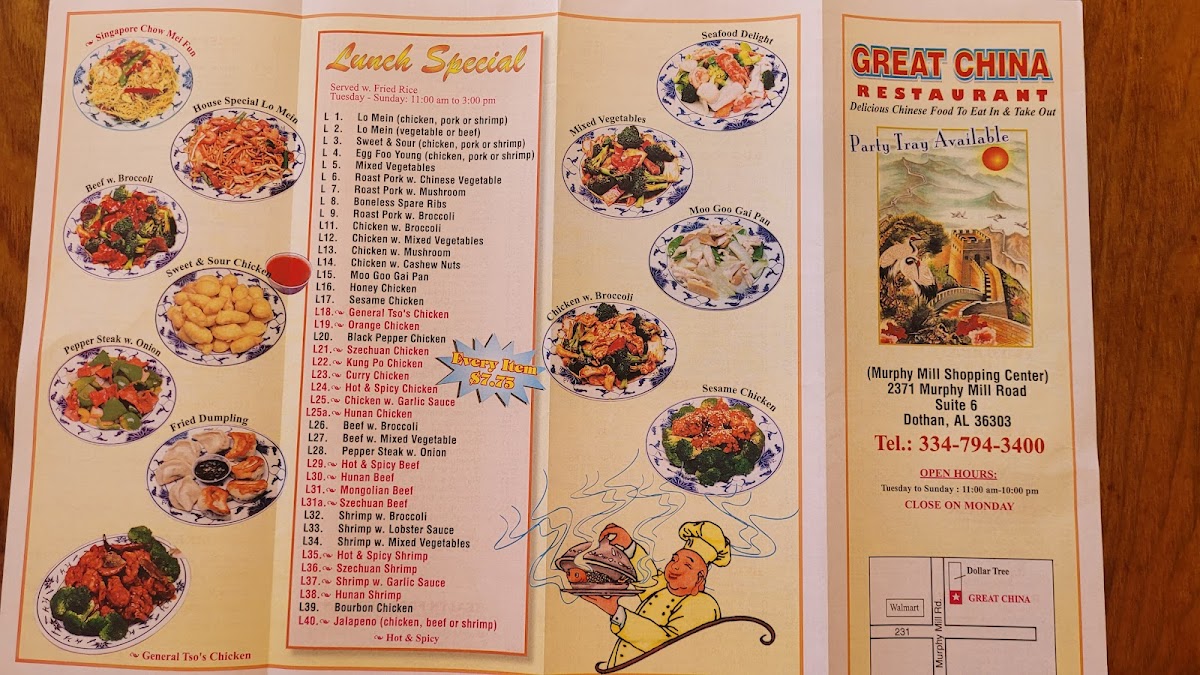 Singapore Chow Mei Fun
House Special Lo Mein
Beef w. Broccoli
Sweet & Sour Chicken
Pepper Steak w. Onion
Fried Dumpling
General Tso's Chicken
Lunch Special
Served w. Fried Rice
Tuesday - Sunday: 11:00 am to 3:00 pm
L 1. Lo Mein (chicken, pork or shrimp)
L 2. Lo Mein (vegetable or beef)
L 3. Sweet & Sour (chicken, pork or shrimp)
L 4. Egg Foo Young (chicken, pork or shrimp)
L 5. Mixed Vegetables
L 6. Roast Pork w. Chinese Vegetable
L 7. Roast Pork w. Mushroom
L 8. Boneless Spare Ribs
L 9. Roast Pork w. Broccoli
L11. Chicken w. Broccoli
L12. Chicken w. Mixed Vegetables
L13. Chicken w. Mushroom
L14. Chicken w. Cashew Nuts
L15. Moo Goo Gai Pan
L16. Honey Chicken
L17. Sesame Chicken
L18. General Tso's Chicken
L19. Orange Chicken
L20. Black Pepper Chicken
L21. Szechuan Chicken
L22. Kung Po Chicken
L23. Curry Chicken
L24. Hot & Spicy Chicken
L25. Chicken w. Garlic Sauce
L25a. Hunan Chicken
L26. Beef w. Broccoli
L27. Beef w. Mixed Vegetable
L28. Pepper Steak w. Onion
L29. Hot & Spicy Beef
L30. Hunan Beef
L31. Mongolian Beef
L31a. Szechuan Beef
L32. Shrimp w. Broccoli
L33. Shrimp w. Lobster Sauce
L34. Shrimp w. Mixed Vegetables
L35. Hot & Spicy Shrimp
L36. Szechuan Shrimp
L37. Shrimp w. Garlic Sauce
L38. Hunan Shrimp
L39. Bourbon Chicken
L40. Jalapeno (chicken, beef or shrimp)
Hot & Spicy
Every Item
$7.75
Seafood Delight
Mixed Vegetables
Moo Goo Gai Pan
Chicken w. Broccoli
Sesame Chicken
GREAT CHINA
RESTAURANT
Delicious Chinese Food To Eat In & Take Out
Party Tray Available
(Murphy Mill Shopping Center)
2371 Murphy Mill Road
Suite 6
Dothan, AL 36303
Tel.: 334-794-3400
OPEN HOURS:
Tuesday to Sunday : 11:00 am-10:00 pm
CLOSE ON MONDAY
Dollar Tree
GREAT CHINA
Walmart
231
Murphy Mill Rd.